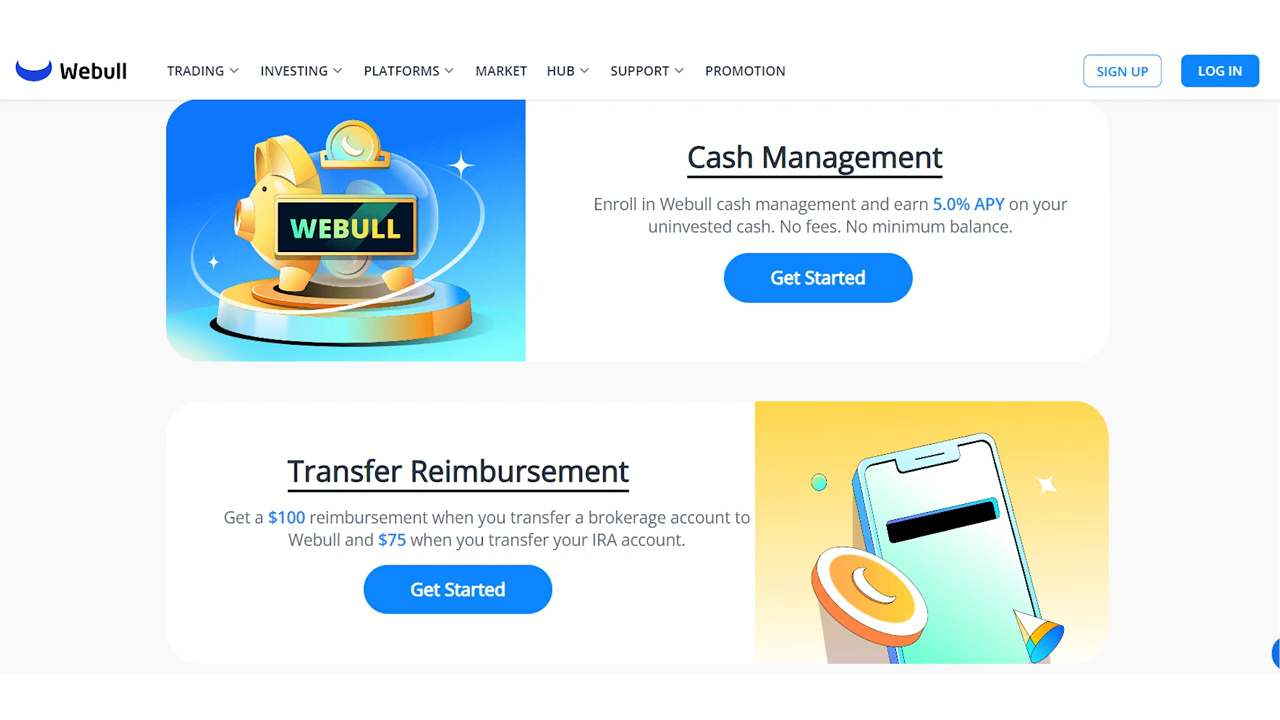 Webull
TRADING
INVESTING
PLATFORMS
MARKET
HUB
SUPPORT
PROMOTION
SIGN UP
LOG IN
WEBULL
Cash Management
Enroll in Webull cash management and earn 5.0% APY on your
uninvested cash. No fees. No minimum balance.
Get Started
Transfer Reimbursement
Get a $100 reimbursement when you transfer a brokerage account to
Webull and $75 when you transfer your IRA account.
Get Started